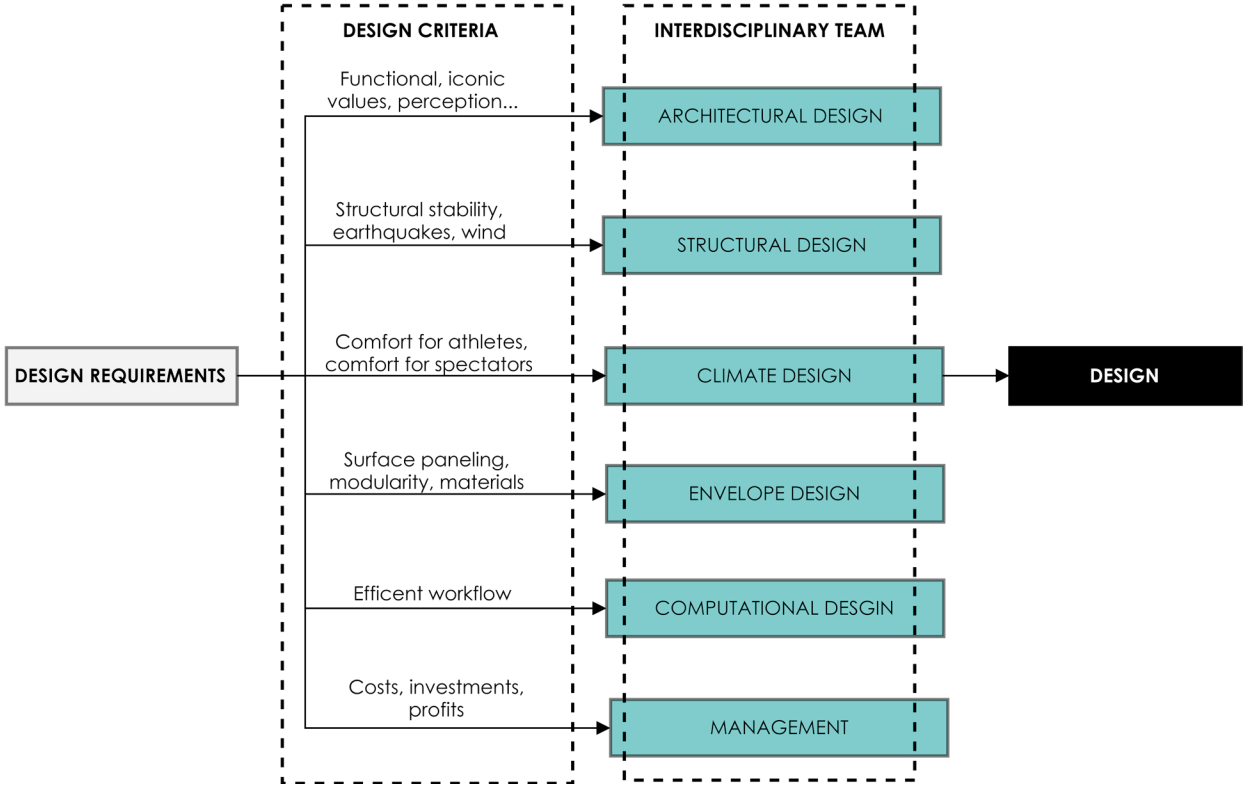 DESIGN CRITERIA
INTERDISCIPLINARY TEAM
Functional, iconic
values, perception...
ARCHITECTURAL DESIGN
Structural stability,
earthquakes, wind
STRUCTURAL DESIGN
DESIGN REQUIREMENTS
Comfort for athletes,
comfort for spectators
CLIMATE DESIGN
DESIGN
Surface paneling,
modularity, materials
ENVELOPE DESIGN
Efficent workflow
COMPUTATIONAL DESGIN
Costs, investments,
profits
MANAGEMENT